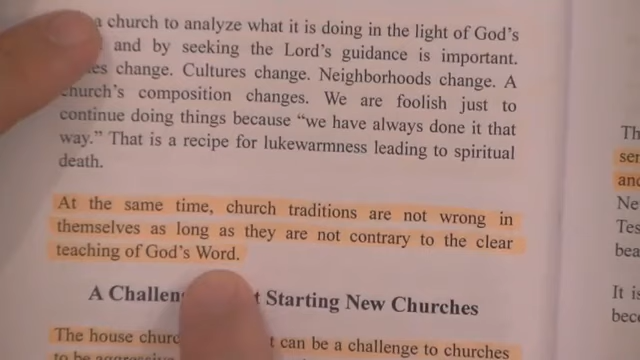 a church to analyze what it is doing in the light of God's
and by seeking the Lord's guidance is important.
change. Cultures change. Neighborhoods change. A
church's composition changes. We are foolish just to
continue doing things because “we have always done it that
way.” That is a recipe for lukewarmness leading to spiritual
death.
At the same time, church traditions are not wrong in
themselves as long as they are not contrary to the clear
teaching of God's Word.
A Starting New Churches
The house can be a challenge to churches
to be
Th
ser
and
Ne
Tes
bea
It is
bec